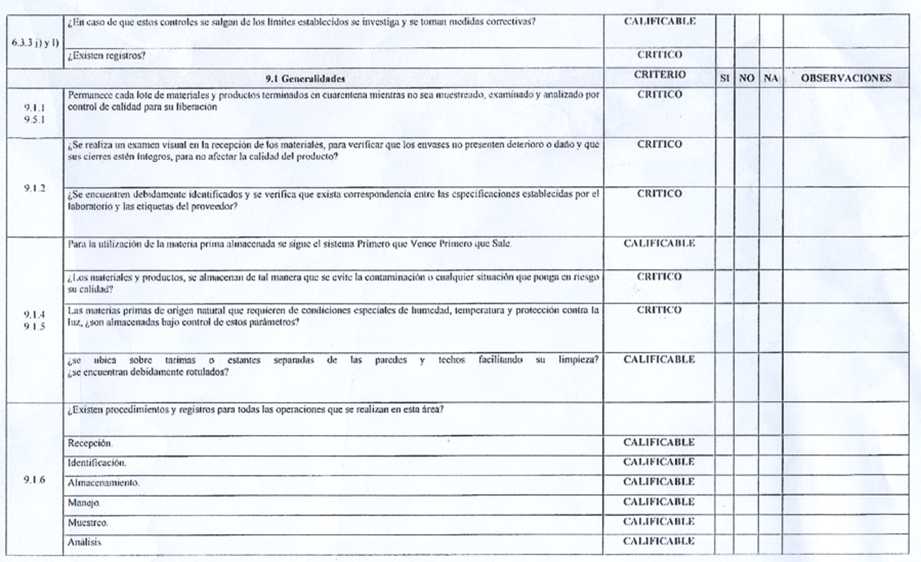 ¿En caso de que estos controles se salgan de los límites establecidos se investiga y se toman medidas correctivas? CALIFICABLE
6.3.3 j) y l)
¿Existen registros? CRITICO
9.1 Generalidades CRITERIO SI NO NA OBSERVACIONES
Permanece cada lote de materiales y productos terminados en cuarentena mientras no sea muestreado, examinado y analizado por CRITICO
control de calidad para su liberación
9.1.1
9.5.1
¿Se realiza un examen visual en la recepción de los materiales, para verificar que los envases no presenten deterioro o daño y que CRITICO
sus cierres estén íntegros, para no afectar la calidad del producto?
9.1.2
¿Se encuentren debidamente identificados y se verifica que exista correspondencia entre las especificaciones establecidas por el CRITICO
laboratorio y las etiquetas del proveedor?
Para la utilización de la materia prima almacenada se sigue el sistema Primero que Vence Primero que Sale. CALIFICABLE
¿Los materiales y productos, se almacenan de tal manera que se evite la contaminación o cualquier situación que ponga en riesgo CRITICO
su calidad?
9.1.4
9.1.5
Las materias primas de origen natural que requieren de condiciones especiales de humedad, temperatura y protección contra la CRITICO
luz, ¿son almacenadas bajo control de estos parámetros?
¿se ubica sobre tarimas o estantes separadas de las paredes y techos facilitando su limpieza? CALIFICABLE
¿se encuentran debidamente rotulados?
¿Existen procedimientos y registros para todas las operaciones que se realizan en esta área?
9.1.6
Recepción. CALIFICABLE
Identificación. CALIFICABLE
Almacenamiento. CALIFICABLE
Manejo. CALIFICABLE
Muestreo. CALIFICABLE
Análisis. CALIFICABLE